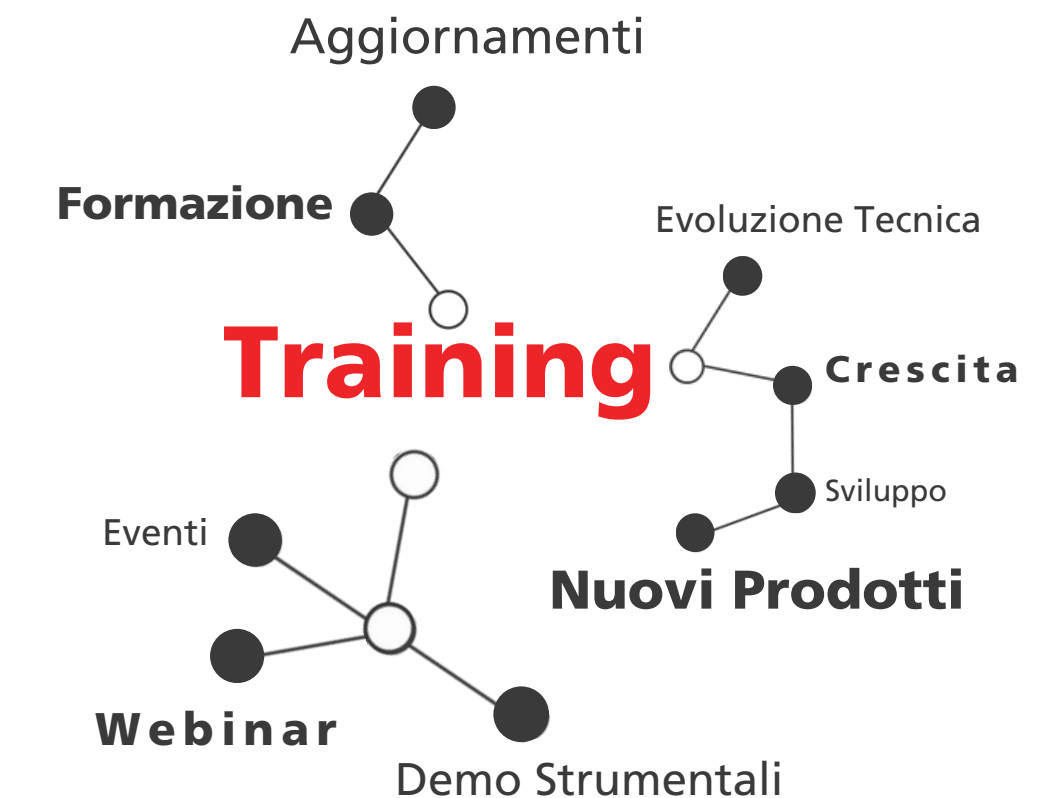 Aggiornamenti
Formazione
Evoluzione Tecnica
Training
Crescita
Sviluppo
Eventi
Nuovi Prodotti
Webinar
Demo Strumentali